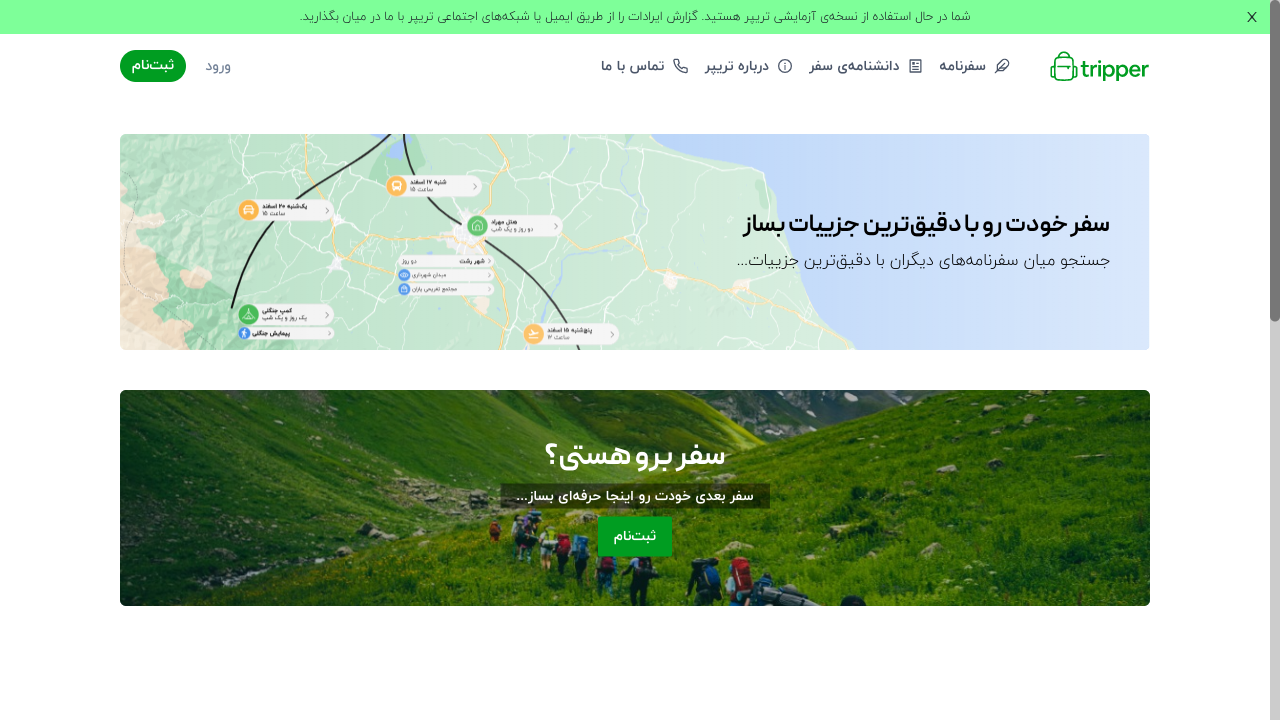 شما در حال استفاده از نسخه‌ی آزمایشی تریپر هستید. گزارش ایرادات را از طریق ایمیل یا شبکه‌های اجتماعی تریپر با ما در میان بگذارید.
tripper
سفرنامه
دانشنامه‌ی سفر
درباره تریپر
تماس با ما
ورود
ثبت‌نام
سفر خودت رو با دقیق‌ترین جزییات بساز
جستجو میان سفرنامه‌های دیگران با دقیق‌ترین جزییات...
شنبه ۱۷ اسفند
ساعت ۱۵
یک‌شنبه ۲۰ اسفند
ساعت ۱۵
هتل مهراد
دو روز و یک شب
شهر رشت
دو روز
میدان شهرداری
مجتمع تفریحی یاران
کمپ جنگلی
یک روز و یک شب
پیمایش جنگلی
پنج‌شنبه ۱۵ اسفند
ساعت ۱۲
سفر برو هستی؟
سفر بعدی خودت رو اینجا حرفه‌ای بساز...
ثبت‌نام